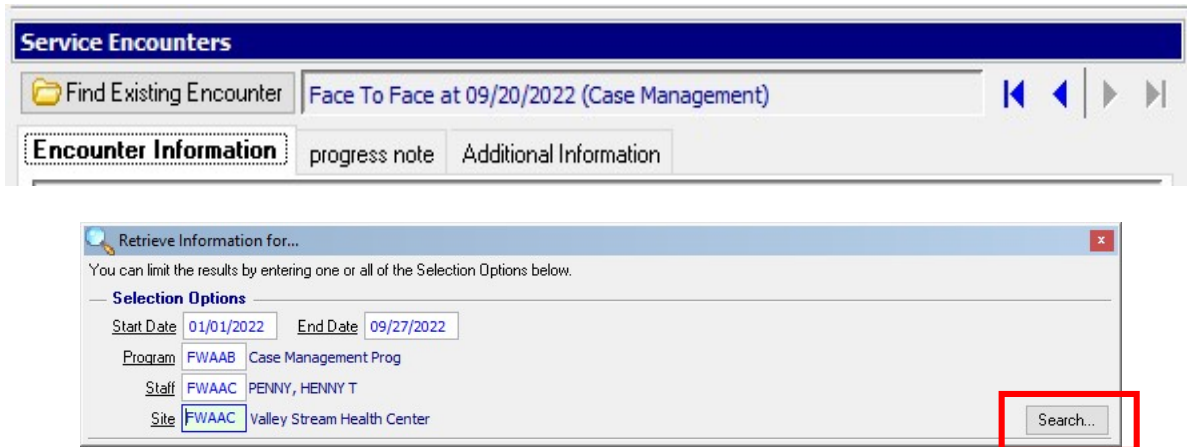 Service Encounters
Find Existing Encounter Face To Face at 09/20/2022 (Case Management)
Encounter Information progress note Additional Information
Retrieve Information for...
You can limit the results by entering one or all of the Selection Options below.
Selection Options
Start Date 01/01/2022 End Date 09/27/2022
Program FWAAB Case Management Prog
Staff FWAAC PENNY, HENNY T
Site FWAAC Valley Stream Health Center
Search...